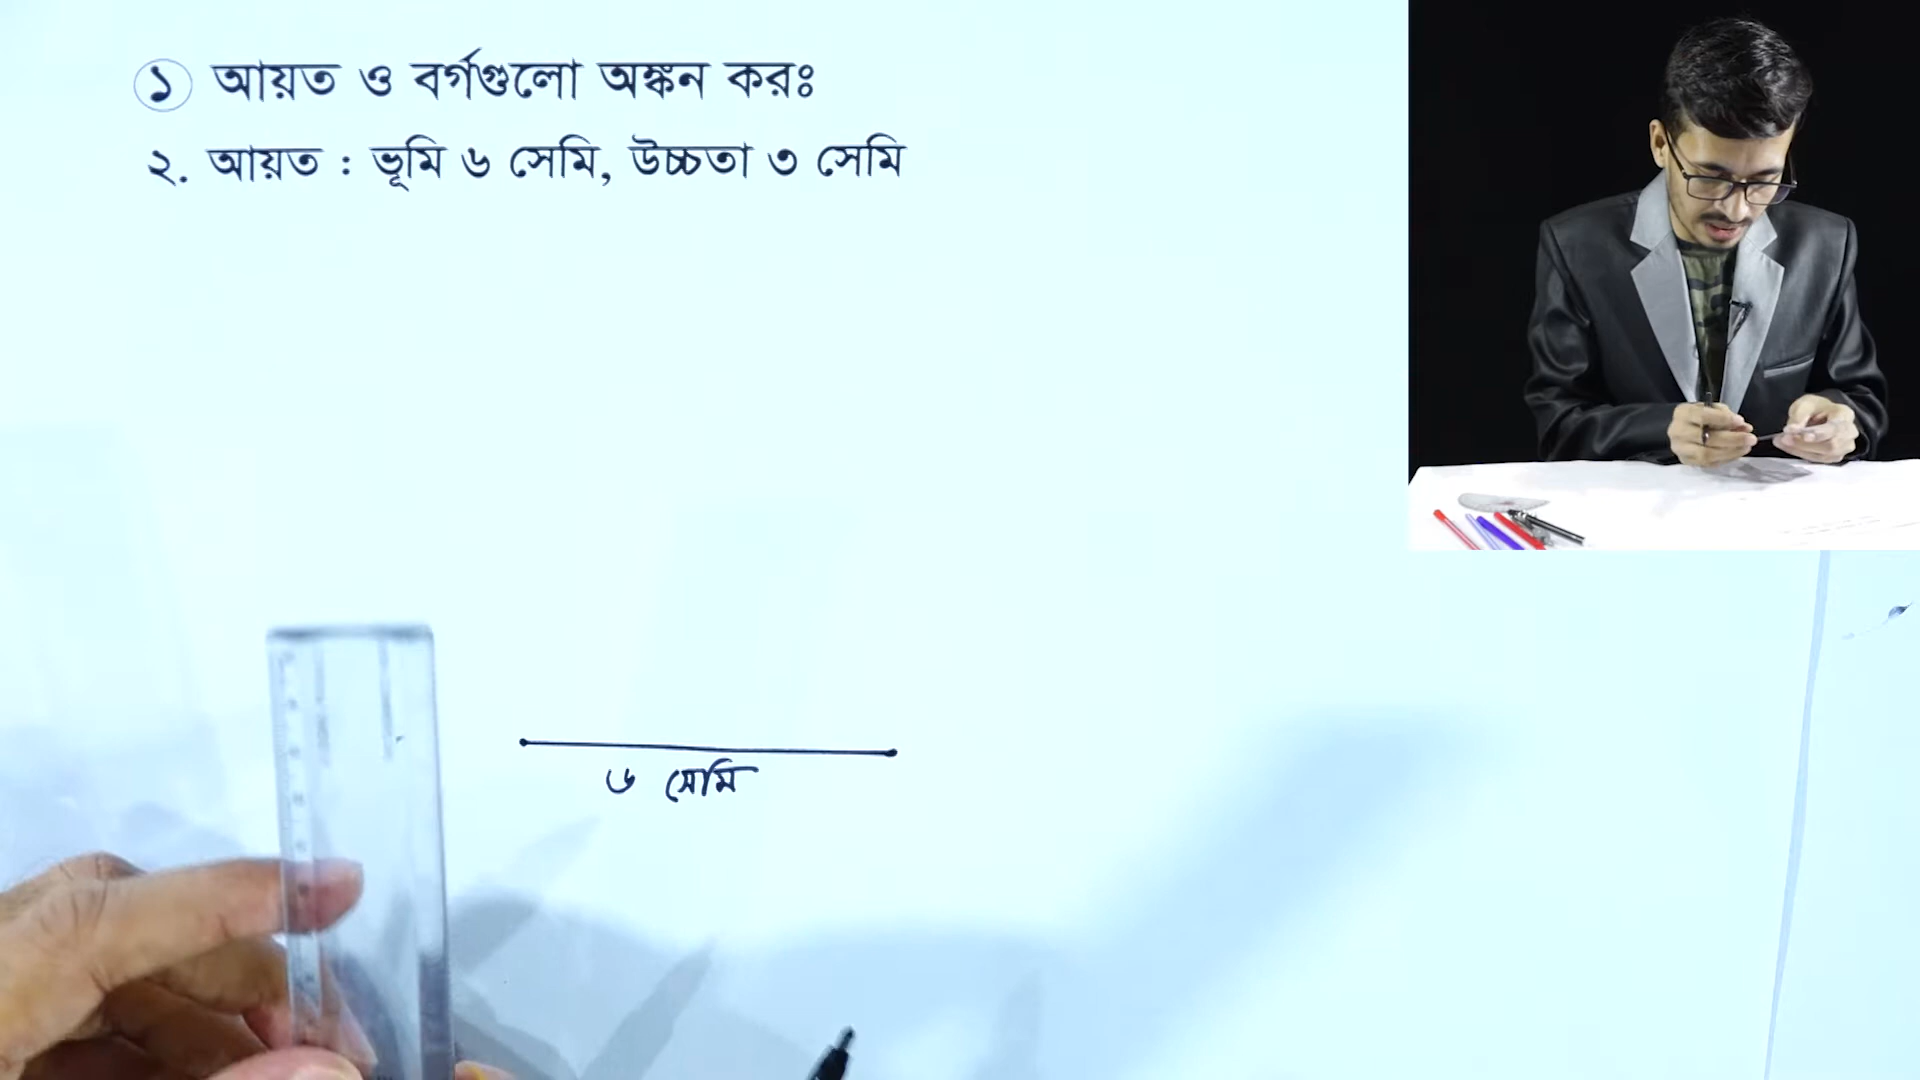 ১ আয়ত ও বর্গগুলো অঙ্কন করঃ
২. আয়ত : ভূমি ৬ সেমি, উচ্চতা ৩ সেমি
৬ সেমি